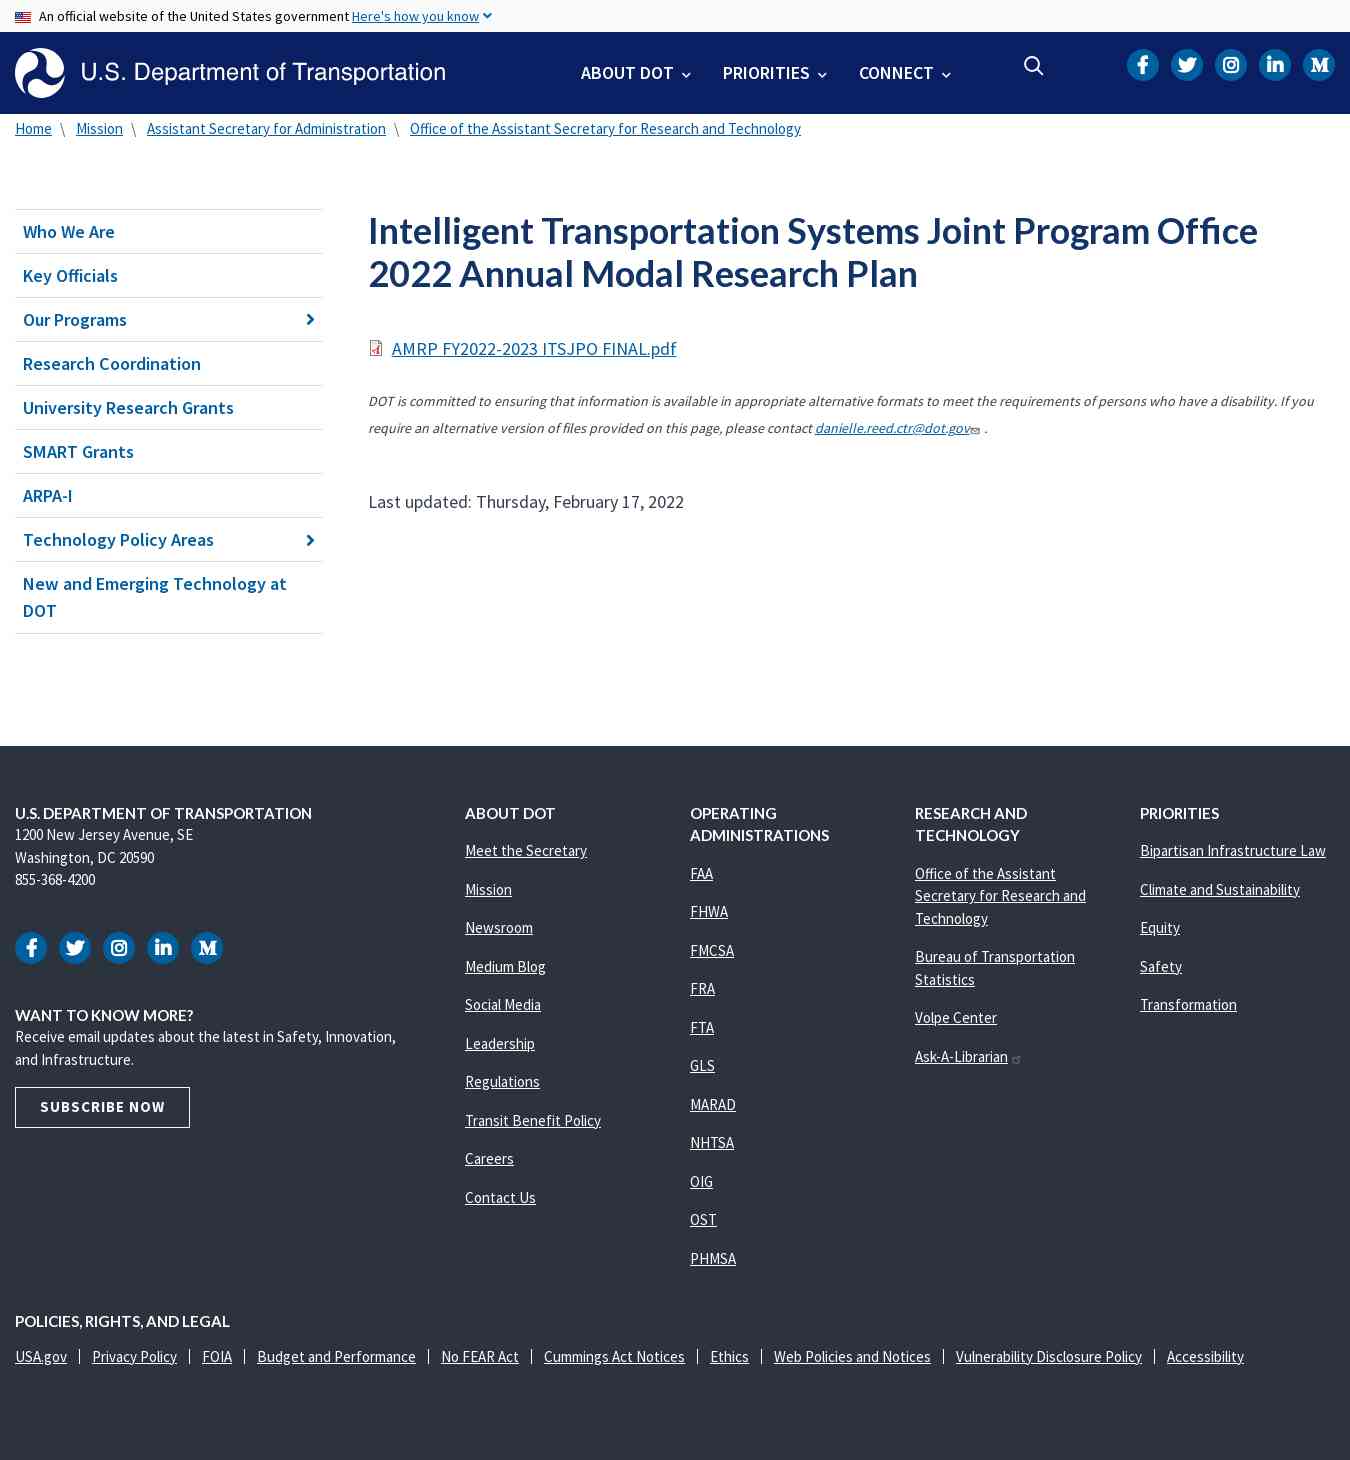 An official website of the United States government Here's how you know
U.S. Department of Transportation
ABOUT DOT
PRIORITIES
CONNECT
Home \ Mission \ Assistant Secretary for Administration \ Office of the Assistant Secretary for Research and Technology
Who We Are
Key Officials
Our Programs
Research Coordination
University Research Grants
SMART Grants
ARPA-I
Technology Policy Areas
New and Emerging Technology at
DOT
Intelligent Transportation Systems Joint Program Office
2022 Annual Modal Research Plan
AMRP FY2022-2023 ITSJPO FINAL.pdf
DOT is committed to ensuring that information is available in appropriate alternative formats to meet the requirements of persons who have a disability. If you
require an alternative version of files provided on this page, please contact danielle.reed.ctr@dot.gov .
Last updated: Thursday, February 17, 2022
U.S. DEPARTMENT OF TRANSPORTATION
1200 New Jersey Avenue, SE
Washington, DC 20590
855-368-4200
WANT TO KNOW MORE?
Receive email updates about the latest in Safety, Innovation,
and Infrastructure.
SUBSCRIBE NOW
ABOUT DOT
Meet the Secretary
Mission
Newsroom
Medium Blog
Social Media
Leadership
Regulations
Transit Benefit Policy
Careers
Contact Us
OPERATING
ADMINISTRATIONS
FAA
FHWA
FMCSA
FRA
FTA
GLS
MARAD
NHTSA
OIG
OST
PHMSA
RESEARCH AND
TECHNOLOGY
Office of the Assistant
Secretary for Research and
Technology
Bureau of Transportation
Statistics
Volpe Center
Ask-A-Librarian
PRIORITIES
Bipartisan Infrastructure Law
Climate and Sustainability
Equity
Safety
Transformation
POLICIES, RIGHTS, AND LEGAL
USA.gov | Privacy Policy | FOIA | Budget and Performance | No FEAR Act | Cummings Act Notices | Ethics | Web Policies and Notices | Vulnerability Disclosure Policy | Accessibility